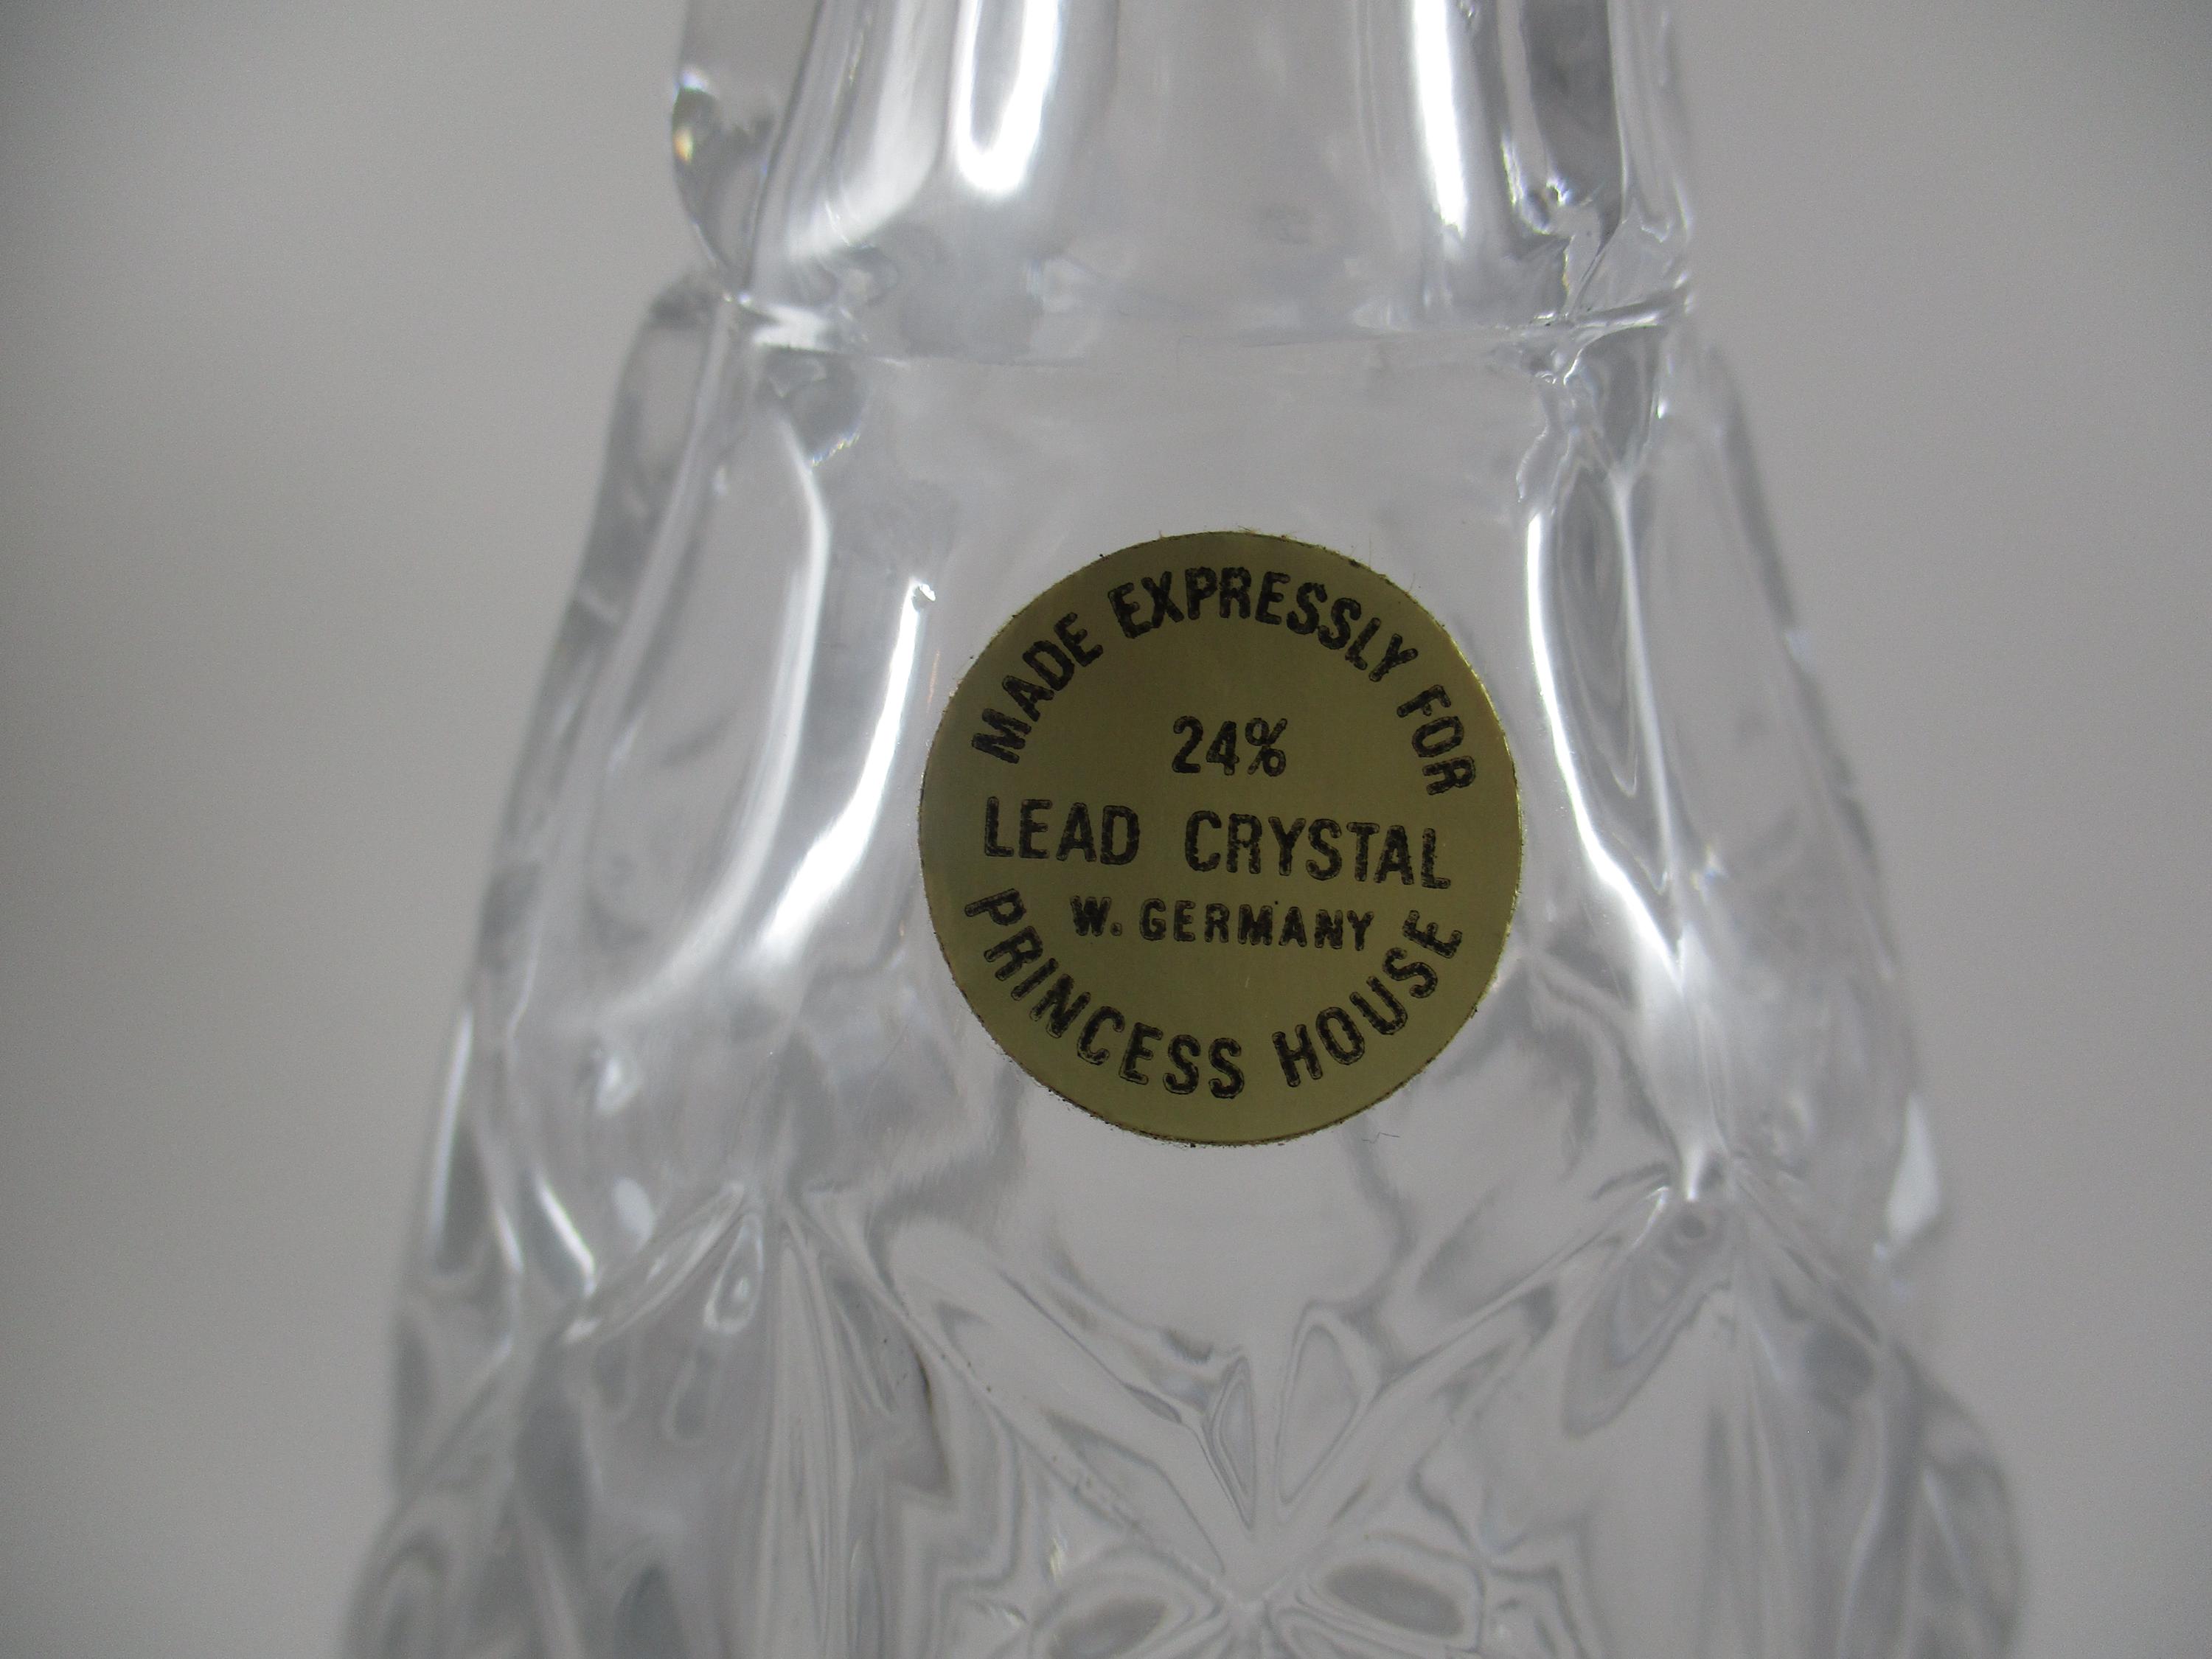 MADE EXPRESSLY FOR
24%
LEAD CRYSTAL
W. GERMANY
PRINCESS HOUSE